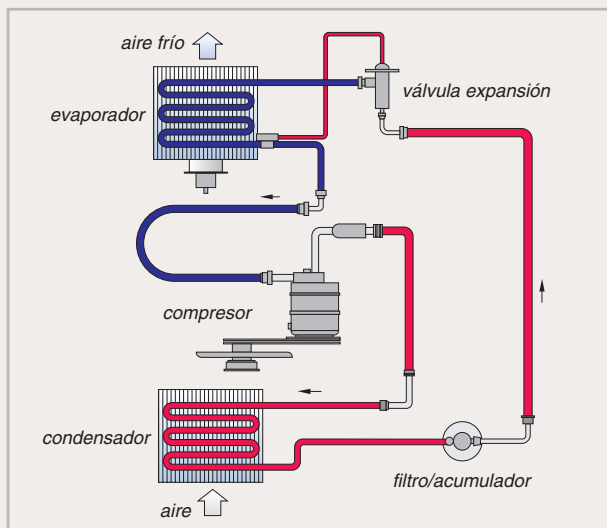 aire frío
válvula expansión
evaporador
compresor
condensador
filtro/acumulador
aire